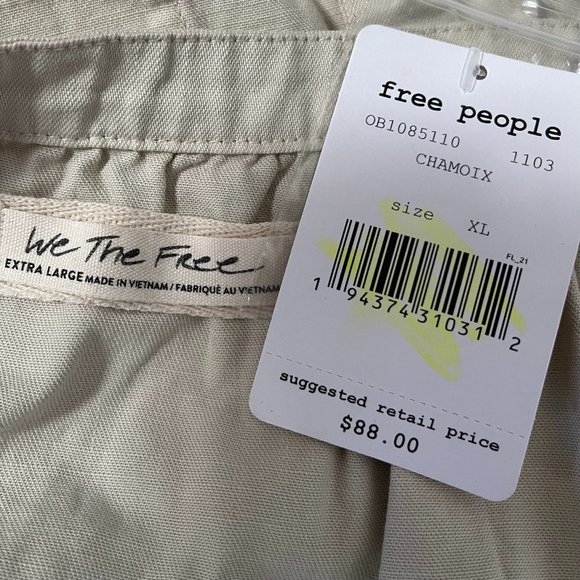 free people
OB1085110 1103
CHAMOIX
size XL
FL_21
1 94374 31031 2
suggested retail price
$88.00
We The Free
EXTRA LARGE MADE IN VIETNAM / FABRIQUÉ AU VIETNAM